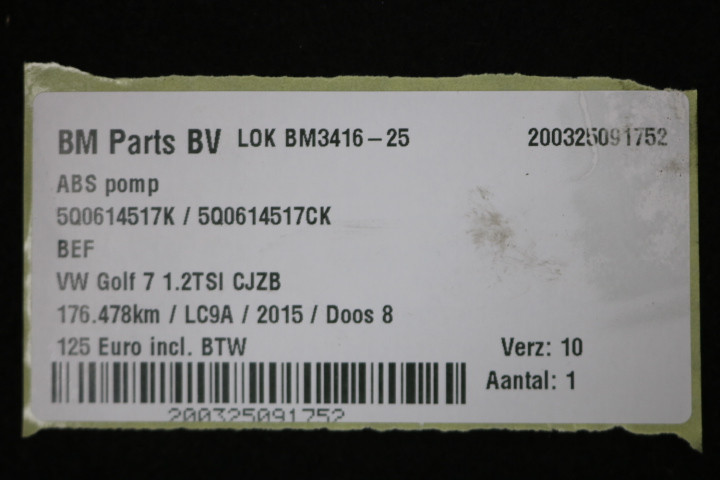 BM Parts BV LOK BM3416-25 200325091752
ABS pomp
5Q0614517K / 5Q0614517CK
BEF
VW Golf 7 1.2TSI CJZB
176.478km / LC9A / 2015 / Doos 8
125 Euro incl. BTW Verz: 10
Aantal: 1
200325091752